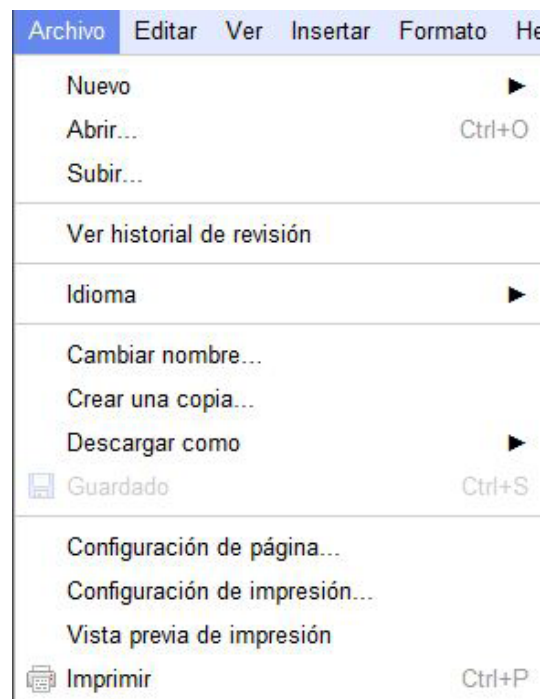 Archivo Editar Ver Insertar Formato He
Nuevo
Abrir... Ctrl+O
Subir...
Ver historial de revisión
Idioma
Cambiar nombre...
Crear una copia...
Descargar como
Guardado Ctrl+S
Configuración de página...
Configuración de impresión...
Vista previa de impresión
Imprimir Ctrl+P